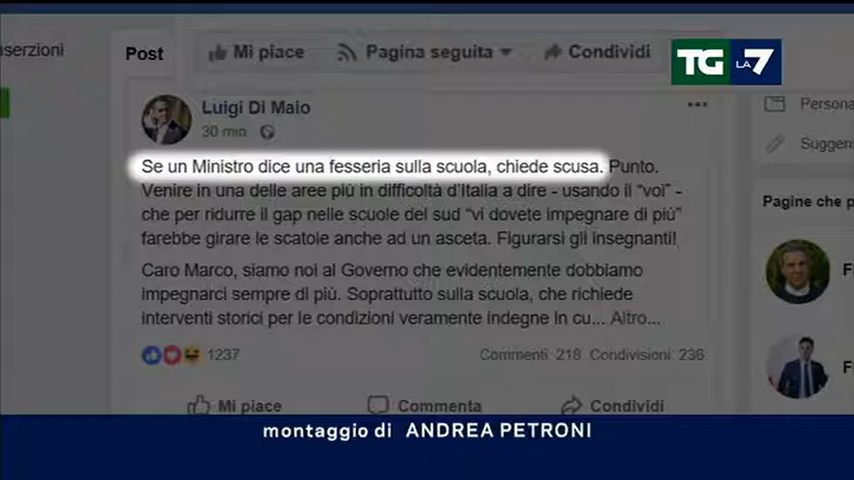 nserzioni
Post
Mi piace
Pagina seguita
Condividi
TG LA7
Luigi Di Maio
30 min
Se un Ministro dice una fesseria sulla scuola, chiede scusa. Punto.
Venire in una delle aree più in difficoltà d'Italia a dire - usando il "voi" -
che per ridurre il gap nelle scuole del sud "vi dovete impegnare di più"
farebbe girare le scatole anche ad un asceta. Figurarsi gli insegnanti!
Caro Marco, siamo noi al Governo che evidentemente dobbiamo
impegnarci sempre di più. Soprattutto sulla scuola, che richiede
interventi storici per le condizioni veramente indegne in cu... Altro...
1237
Commenti: 218 Condivisioni: 236
Mi piace
Commenta
Condividi
Persona
Sugger
Pagine che p
F
F
montaggio di ANDREA PETRONI